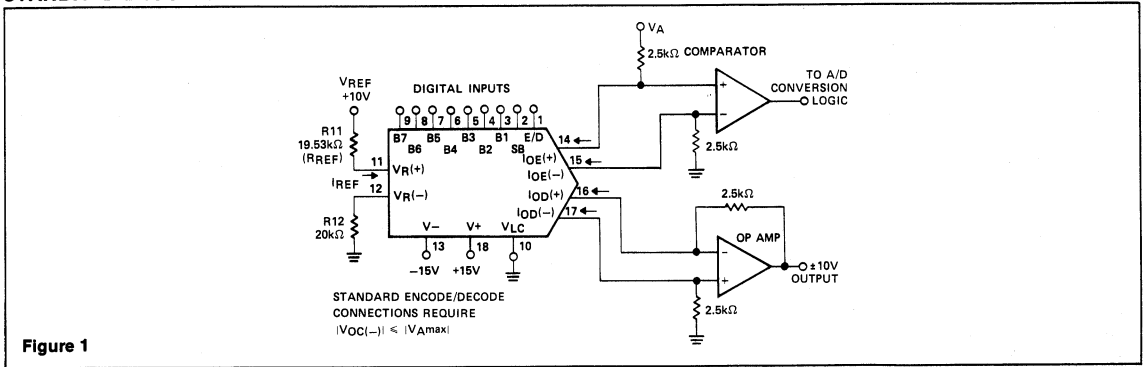 VA
2.5kΩ COMPARATOR
+
−
TO A/D
CONVERSION
LOGIC
2.5kΩ
VREF
+10V
DIGITAL INPUTS
9 8 7 6 5 4 3 2 1
B7 B5 B3 B1 E/D
B6 B4 B2 SB
R11
19.53kΩ
(RREF)
11
VR(+)
IREF
12
VR(−)
R12
20kΩ
14
IOE(+)
15
IOE(−)
16
IOD(+)
17
IOD(−)
V− V+ VLC
13 18 10
−15V +15V
2.5kΩ
OP AMP
−
+
±10V
OUTPUT
2.5kΩ
STANDARD ENCODE/DECODE
CONNECTIONS REQUIRE
|VOC(−)| ≤ |VAmax|
Figure 1